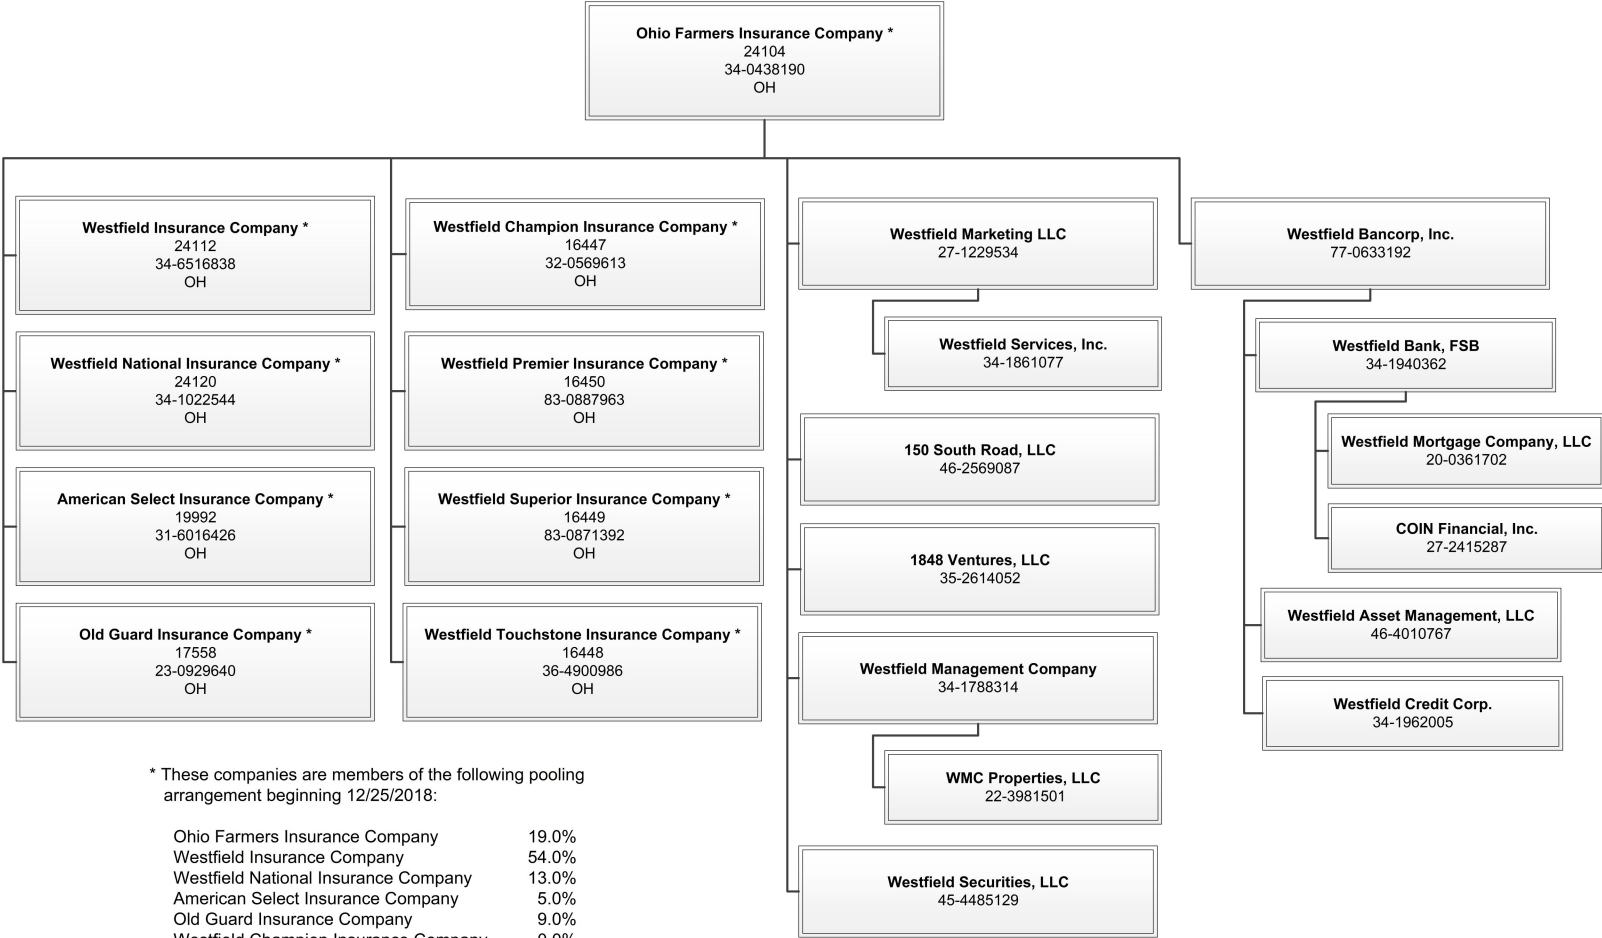 Ohio Farmers Insurance Company *
24104
34-0438190
OH
Westfield Insurance Company *
24112
34-6516838
OH
Westfield National Insurance Company *
24120
34-1022544
OH
American Select Insurance Company *
19992
31-6016426
OH
Old Guard Insurance Company *
17558
23-0929640
OH
Westfield Champion Insurance Company *
16447
32-0569613
OH
Westfield Premier Insurance Company *
16450
83-0887963
OH
Westfield Superior Insurance Company *
16449
83-0871392
OH
Westfield Touchstone Insurance Company *
16448
36-4900986
OH
Westfield Marketing LLC
27-1229534
Westfield Services, Inc.
34-1861077
150 South Road, LLC
46-2569087
1848 Ventures, LLC
35-2614052
Westfield Management Company
34-1788314
WMC Properties, LLC
22-3981501
Westfield Securities, LLC
45-4485129
Westfield Bancorp, Inc.
77-0633192
Westfield Bank, FSB
34-1940362
Westfield Mortgage Company, LLC
20-0361702
COIN Financial, Inc.
27-2415287
Westfield Asset Management, LLC
46-4010767
Westfield Credit Corp.
34-1962005
* These companies are members of the following pooling
arrangement beginning 12/25/2018:
Ohio Farmers Insurance Company 19.0%
Westfield Insurance Company 54.0%
Westfield National Insurance Company 13.0%
American Select Insurance Company 5.0%
Old Guard Insurance Company 9.0%
Westfield Champion Insurance Company 0.0%